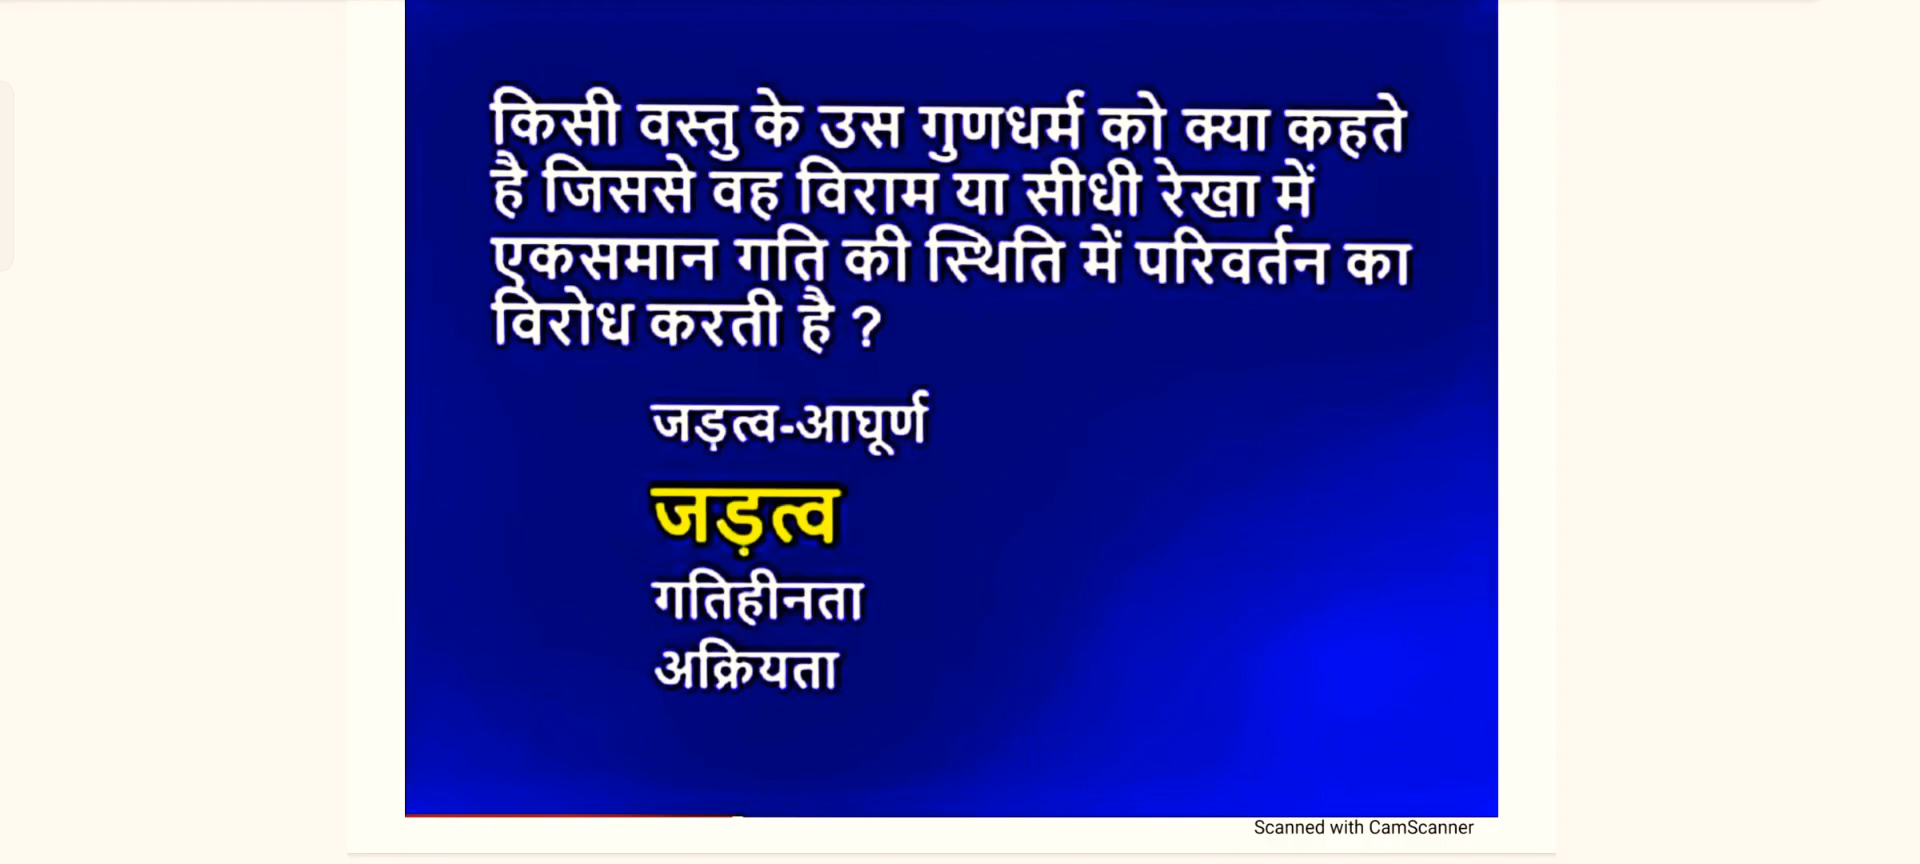 किसी वस्तु के उस गुणधर्म को क्या कहते
है जिससे वह विराम या सीधी रेखा में
एकसमान गति की स्थिति में परिवर्तन का
विरोध करती है ?
जड़त्व-आघूर्ण
जड़त्व
गतिहीनता
अक्रियता
Scanned with CamScanner